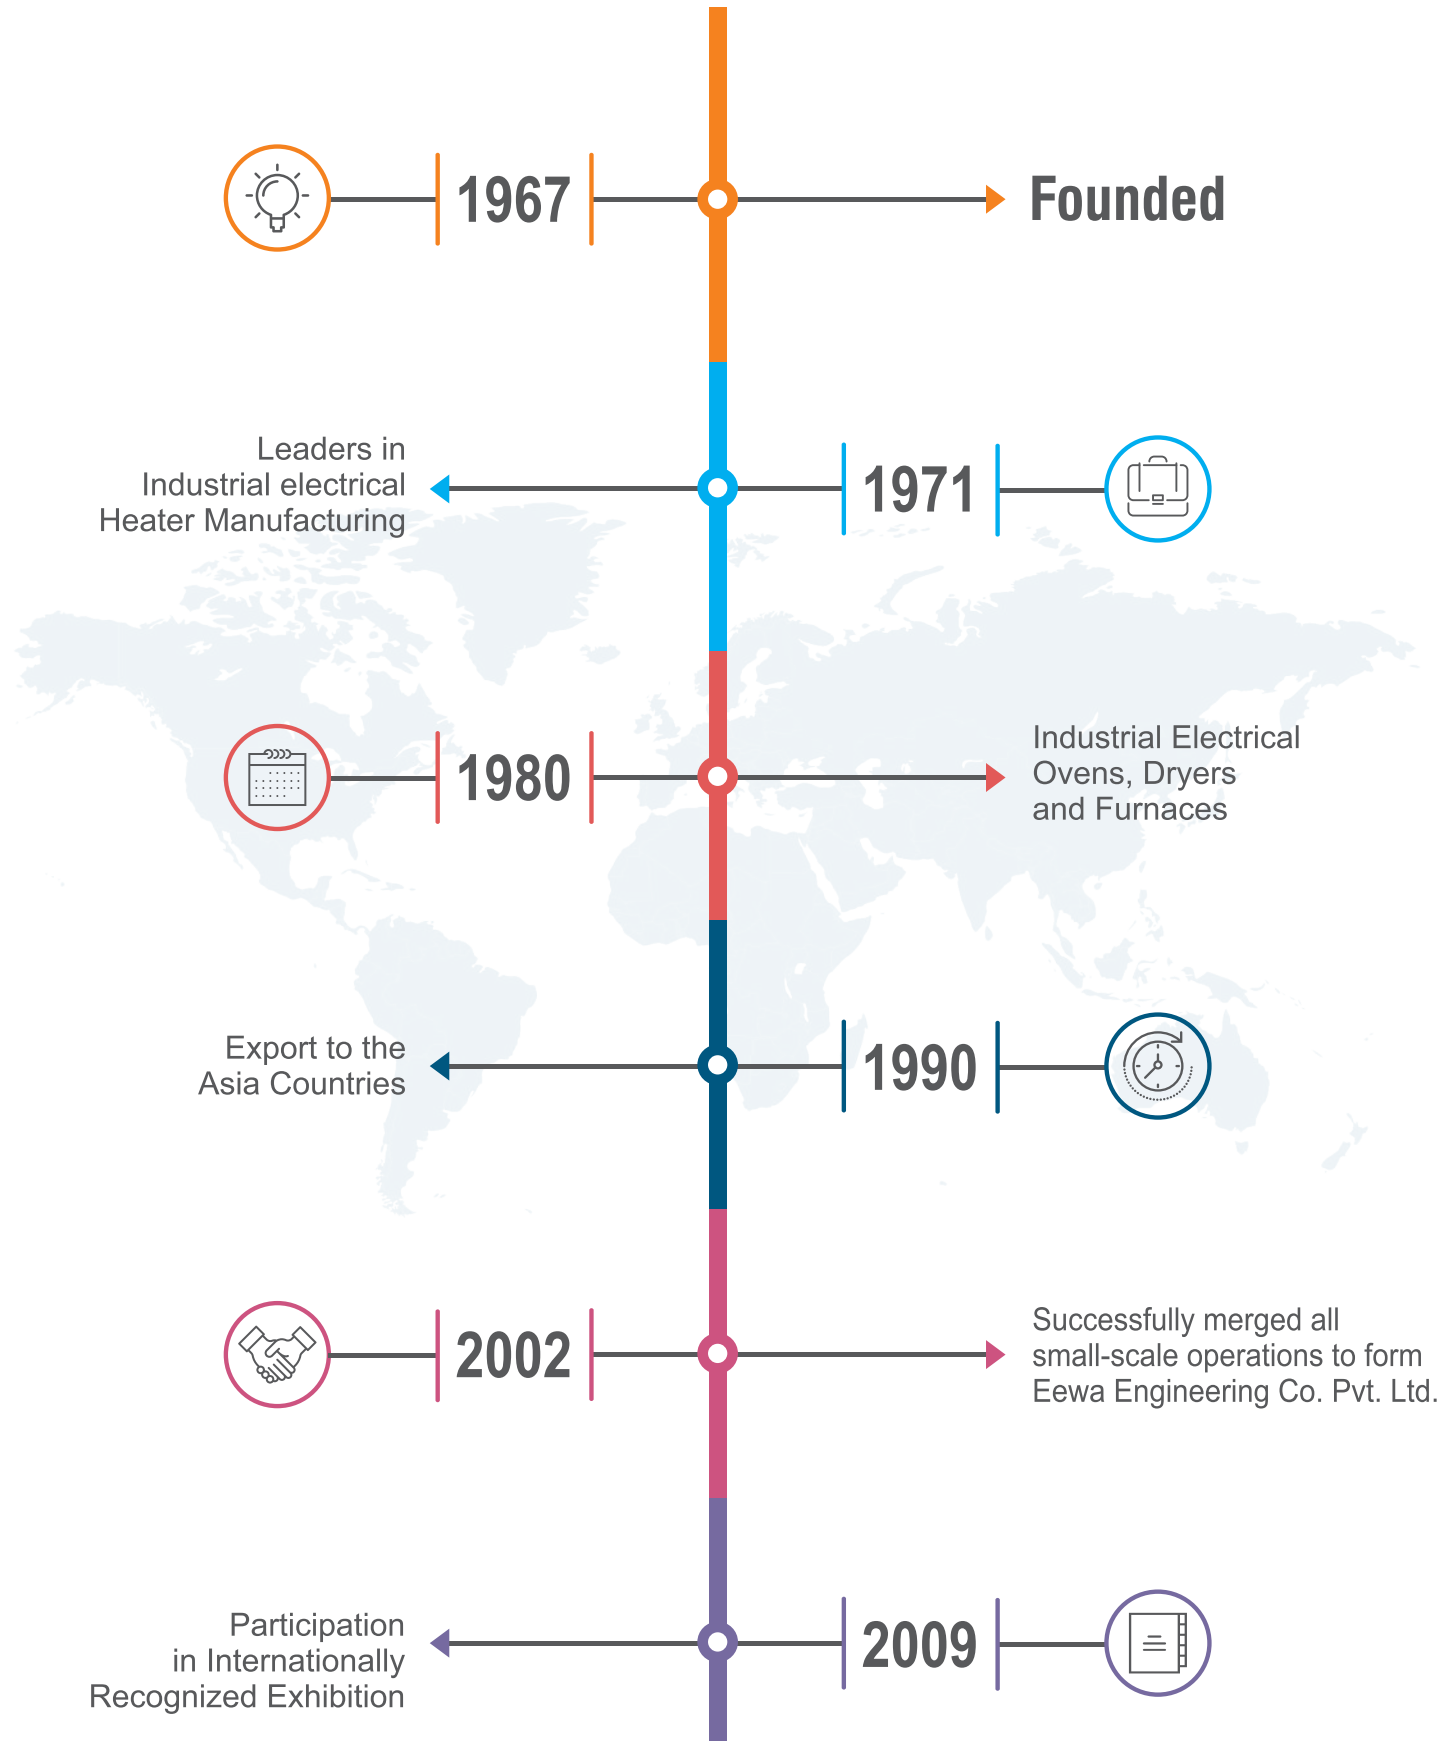 1967
Founded
Leaders in
Industrial electrical
Heater Manufacturing
1971
1980
Industrial Electrical
Ovens, Dryers
and Furnaces
Export to the
Asia Countries
1990
2002
Successfully merged all
small-scale operations to form
Eewa Engineering Co. Pvt. Ltd.
Participation
in Internationally
Recognized Exhibition
2009